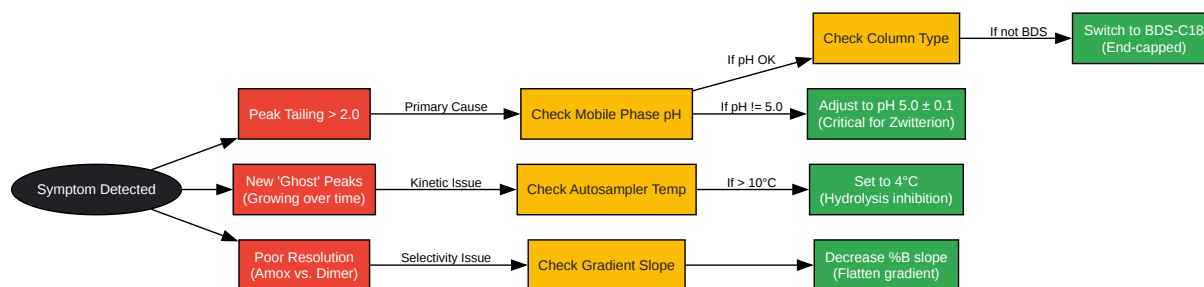 Symptom Detected
Peak Tailing > 2.0
Primary Cause
Check Mobile Phase pH
If pH OK
Check Column Type
If not BDS
Switch to BDS-C18
(End-capped)
If pH != 5.0
Adjust to pH 5.0 ± 0.1
(Critical for Zwitterion)
New 'Ghost' Peaks
(Growing over time)
Kinetic Issue
Check Autosampler Temp
If > 10°C
Set to 4°C
(Hydrolysis inhibition)
Poor Resolution
(Amox vs. Dimer)
Selectivity Issue
Check Gradient Slope
Decrease %B slope
(Flatten gradient)